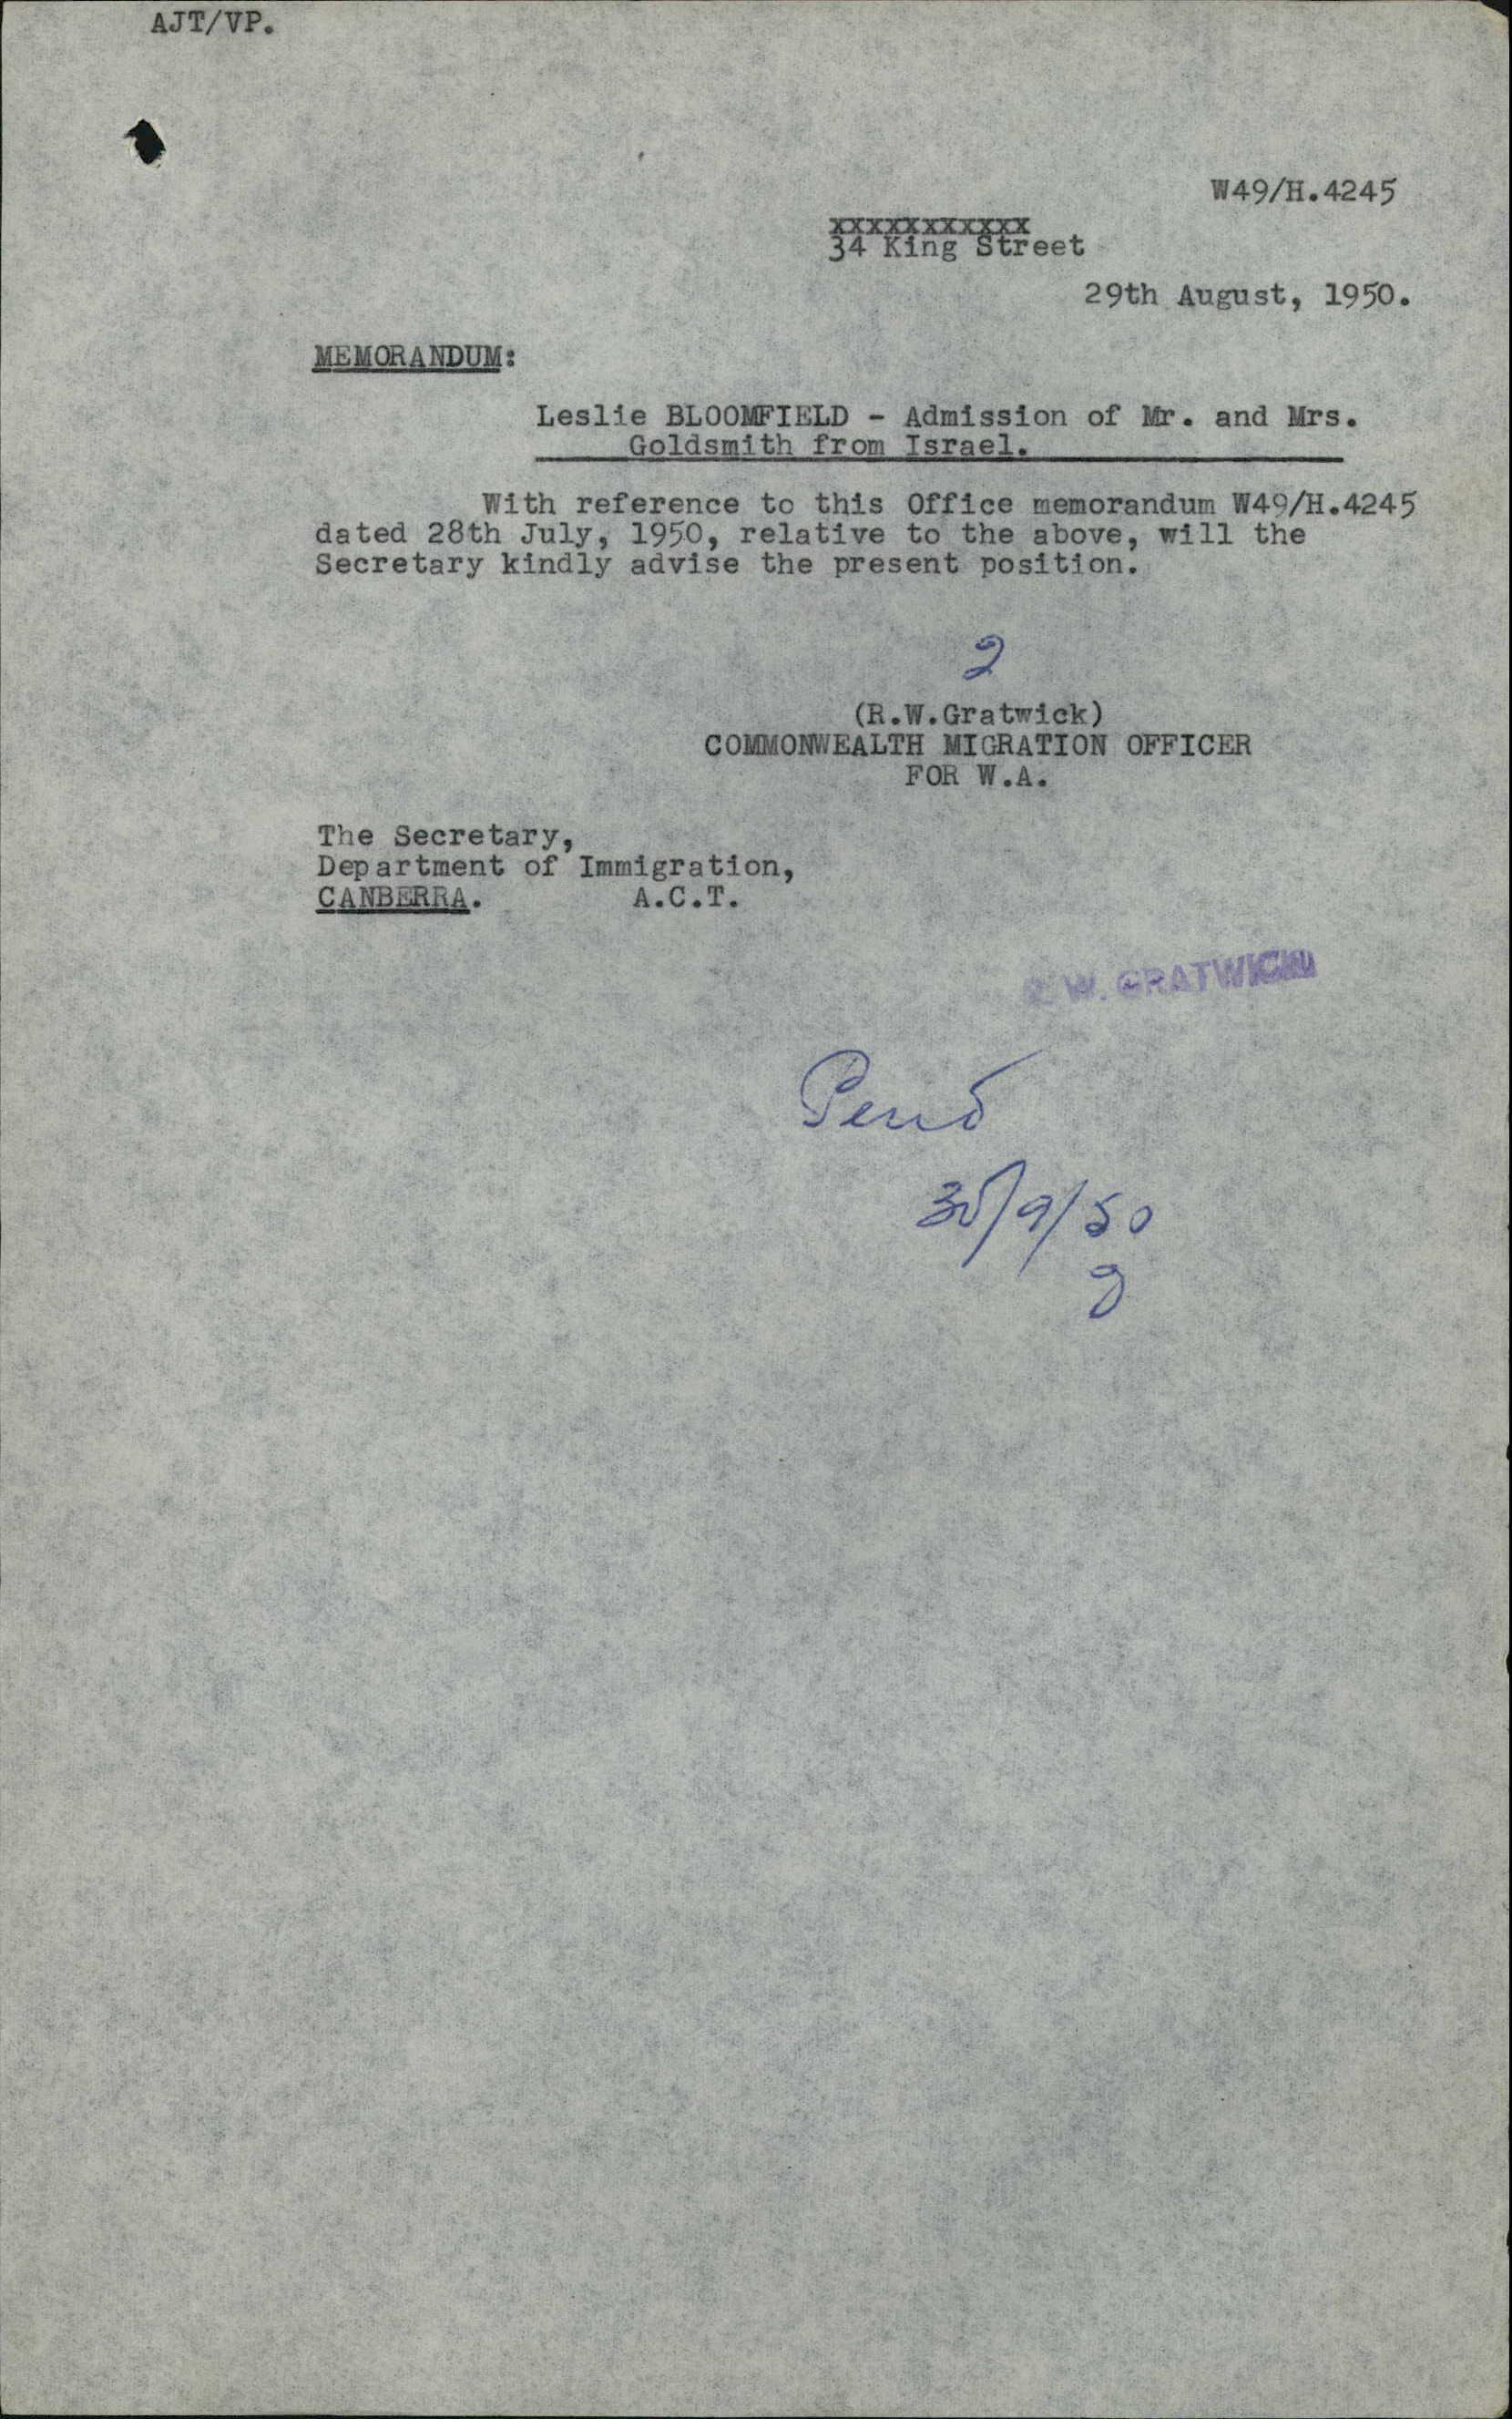 AJT/VP.
W49/H.4245
xxxxxxxxxxx
34 King Street
29th August, 1950.
MEMORANDUM:
Leslie BLOOMFIELD - Admission of Mr. and Mrs.
Goldsmith from Israel.
With reference to this Office memorandum W49/H.4245
dated 28th July, 1950, relative to the above, will the
Secretary kindly advise the present position.
(R.W.Gratwick)
COMMONWEALTH MIGRATION OFFICER
FOR W.A.
The Secretary,
Department of Immigration,
CANBERRA. A.C.T.
R. W. GRATWICK
Pend
30/9/50